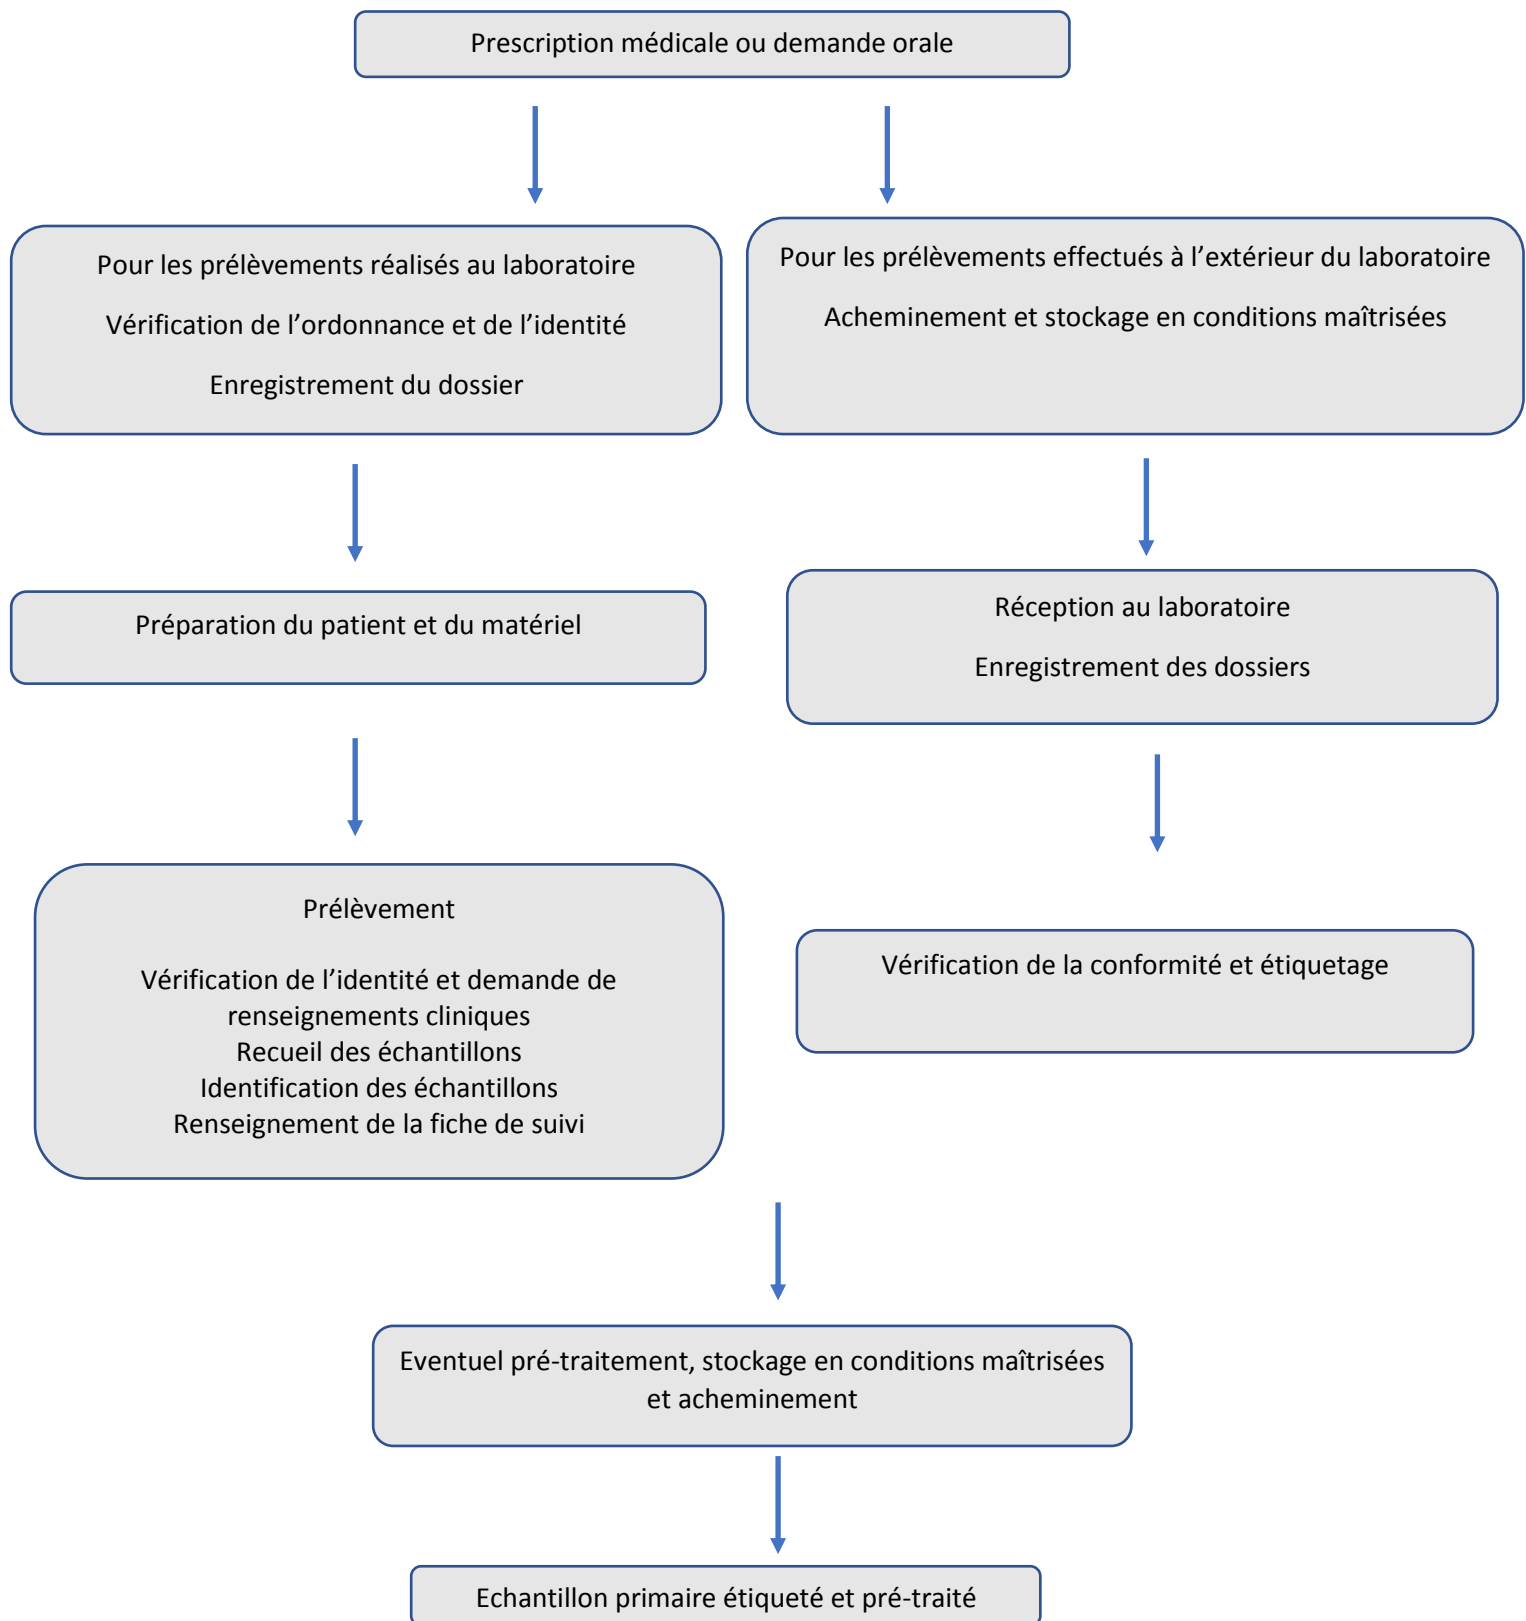 Prescription médicale ou demande orale
Pour les prélèvements réalisés au laboratoire
Vérification de l’ordonnance et de l’identité
Enregistrement du dossier
Pour les prélèvements effectués à l’extérieur du laboratoire
Acheminement et stockage en conditions maîtrisées
Préparation du patient et du matériel
Réception au laboratoire
Enregistrement des dossiers
Prélèvement
Vérification de l’identité et demande de
renseignements cliniques
Recueil des échantillons
Identification des échantillons
Renseignement de la fiche de suivi
Vérification de la conformité et étiquetage
Eventuel pré-traitement, stockage en conditions maîtrisées
et acheminement
Echantillon primaire étiqueté et pré-traité